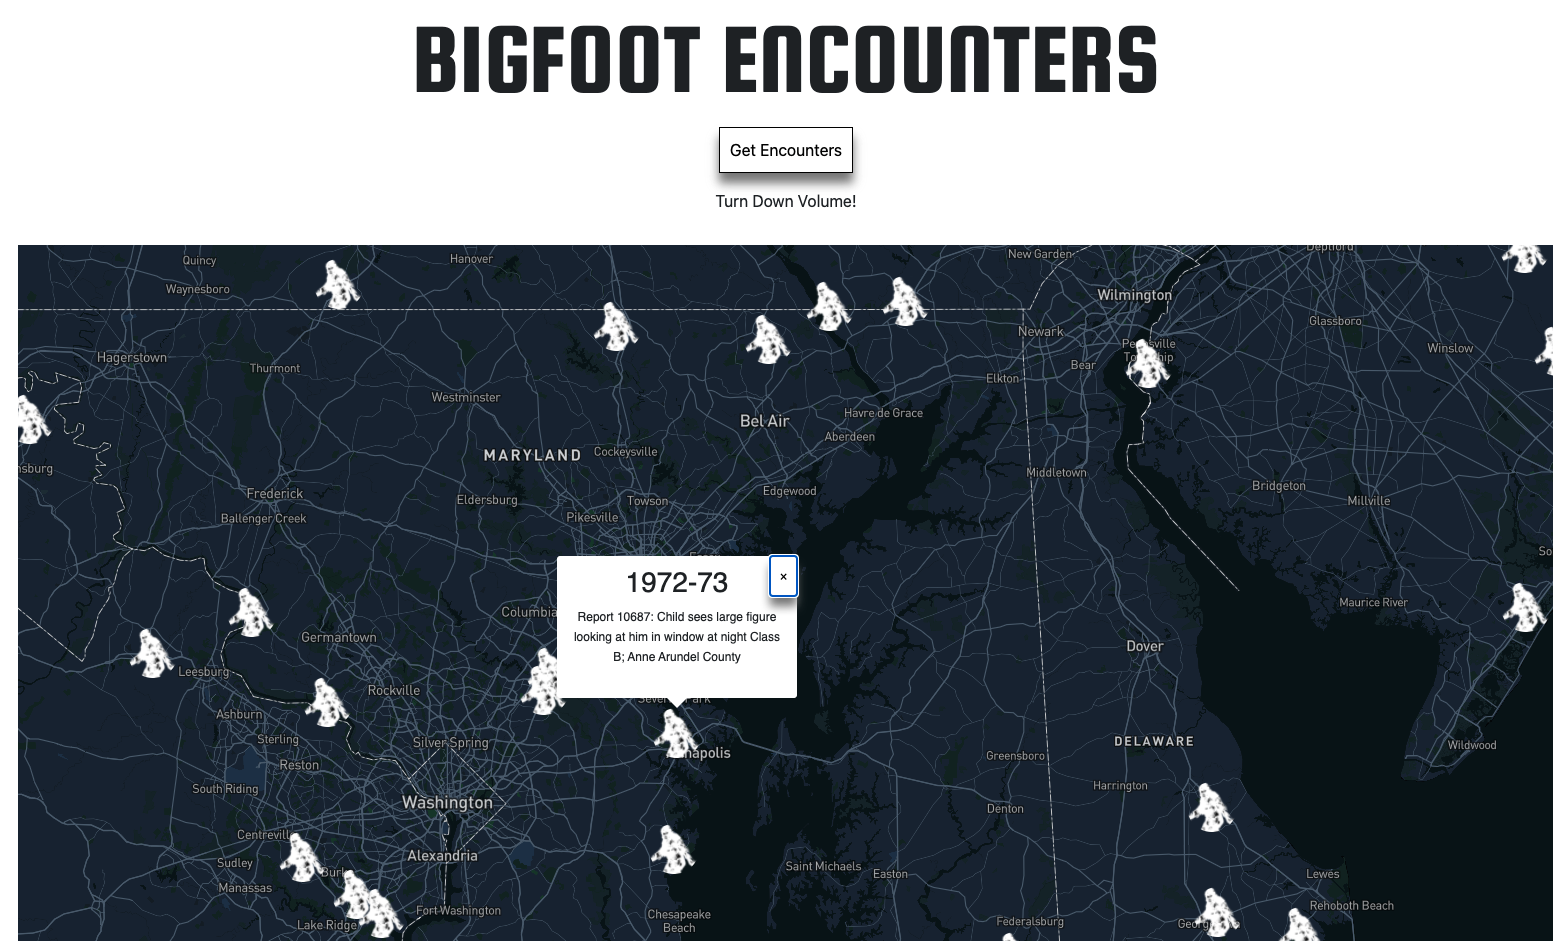 BIGFOOT ENCOUNTERS
Get Encounters
Turn Down Volume!
Quincy
Hanover
New Garden
Deptford
Waynesboro
Wilmington
Newark
Glassboro
Hagerstown
Thurmont
Winslow
Bear
Elkton
Westminster
Bel Air
Havre de Grace
Aberdeen
MARYLAND
Cockeysville
Middletown
Frederick
Eldersburg
Towson
Edgewood
Bridgeton
Millville
Ballenger Creek
Pikesville
1972-73
×
Report 10687: Child sees large figure
looking at him in window at night Class
B; Anne Arundel County
Columbia
Maurice River
Germantown
Dover
Leesburg
Rockville
Ashburn
Sterling
Silver Spring
Reston
DELAWARE
Wildwood
Greensboro
South Riding
Washington
Harrington
Denton
Centreville
Sudley
Alexandria
Saint Michaels
Easton
Lewes
Manassas
Fort Washington
Lake Ridge
Chesapeake
Beach
Federalsburg
Rehoboth Beach